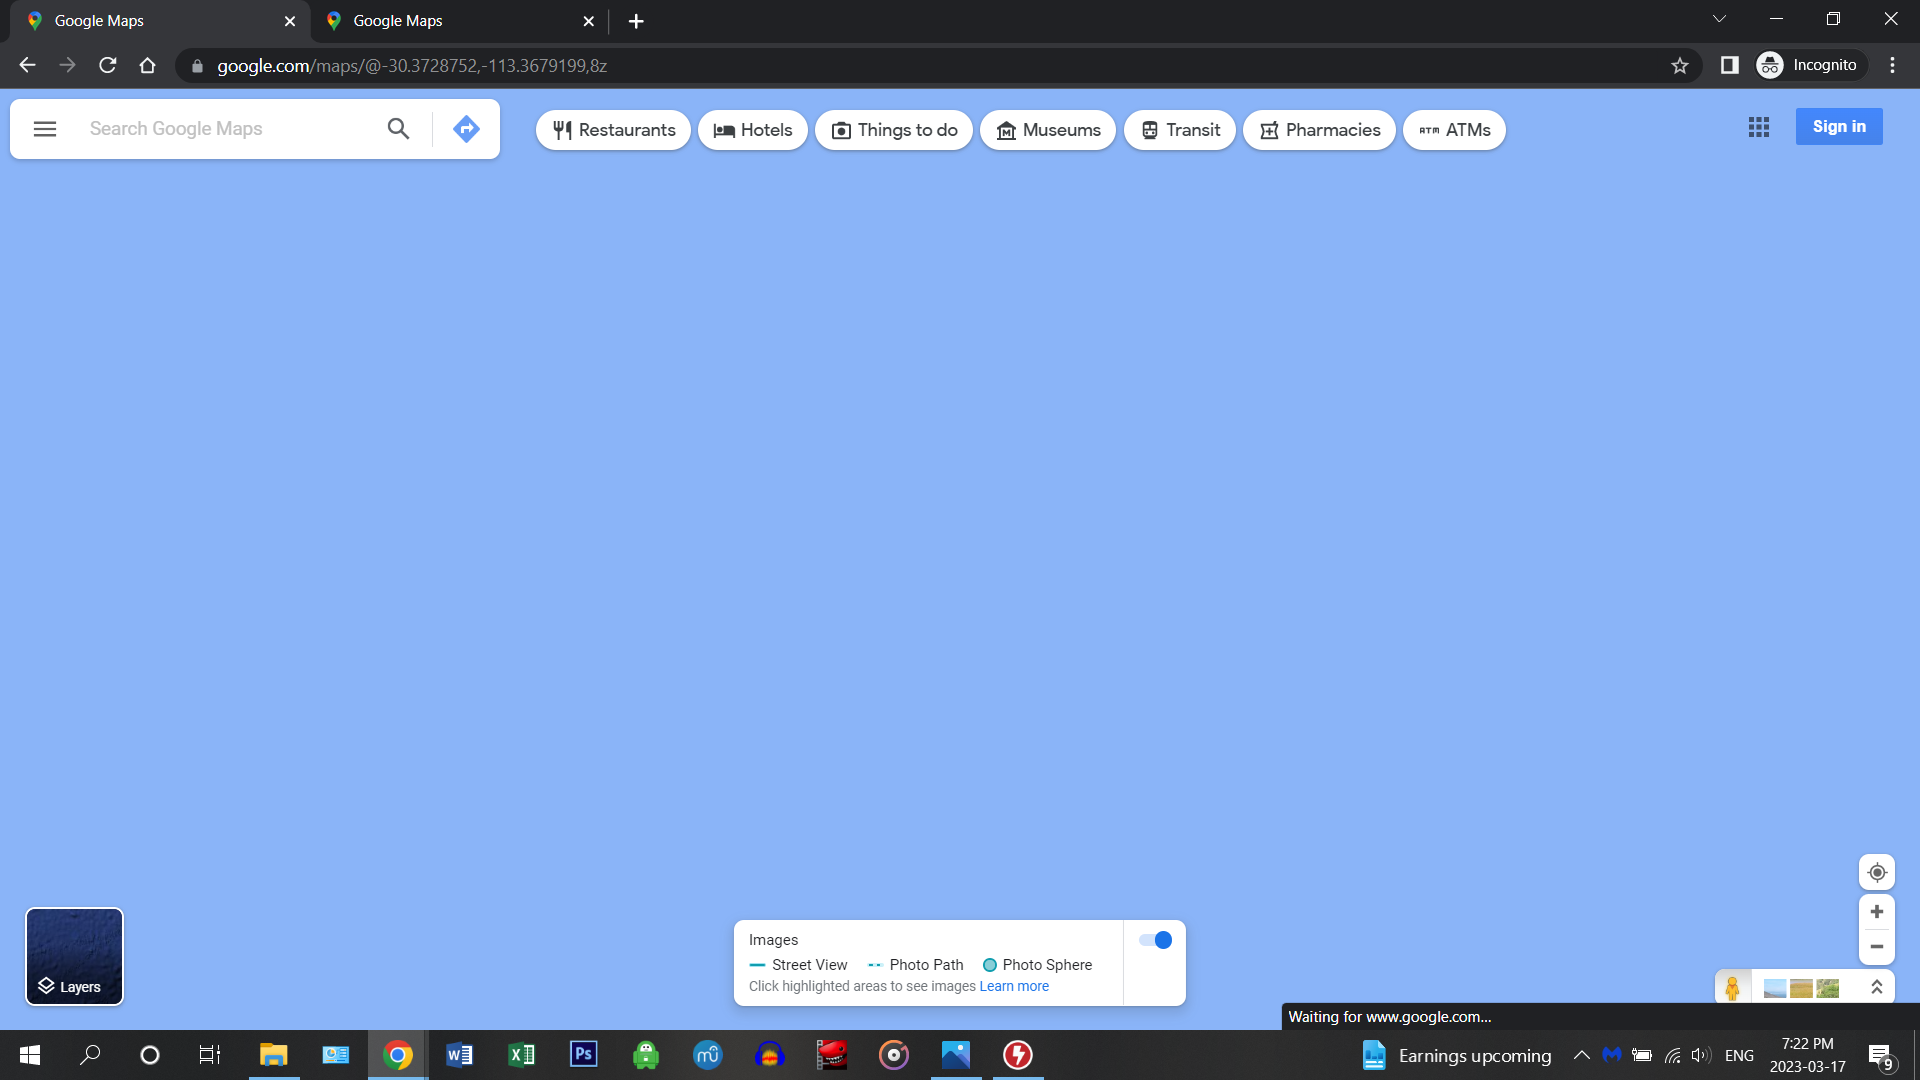 Google Maps
Google Maps
google.com/maps/@-30.3728752,-113.3679199,8z
Incognito
Search Google Maps
Restaurants
Hotels
Things to do
Museums
Transit
Pharmacies
ATM ATMs
Sign in
Layers
Images
Street View Photo Path Photo Sphere
Click highlighted areas to see images Learn more
Waiting for www.google.com...
W
X
Ps
mu
Earnings upcoming
ENG
7:22 PM
2023-03-17
9